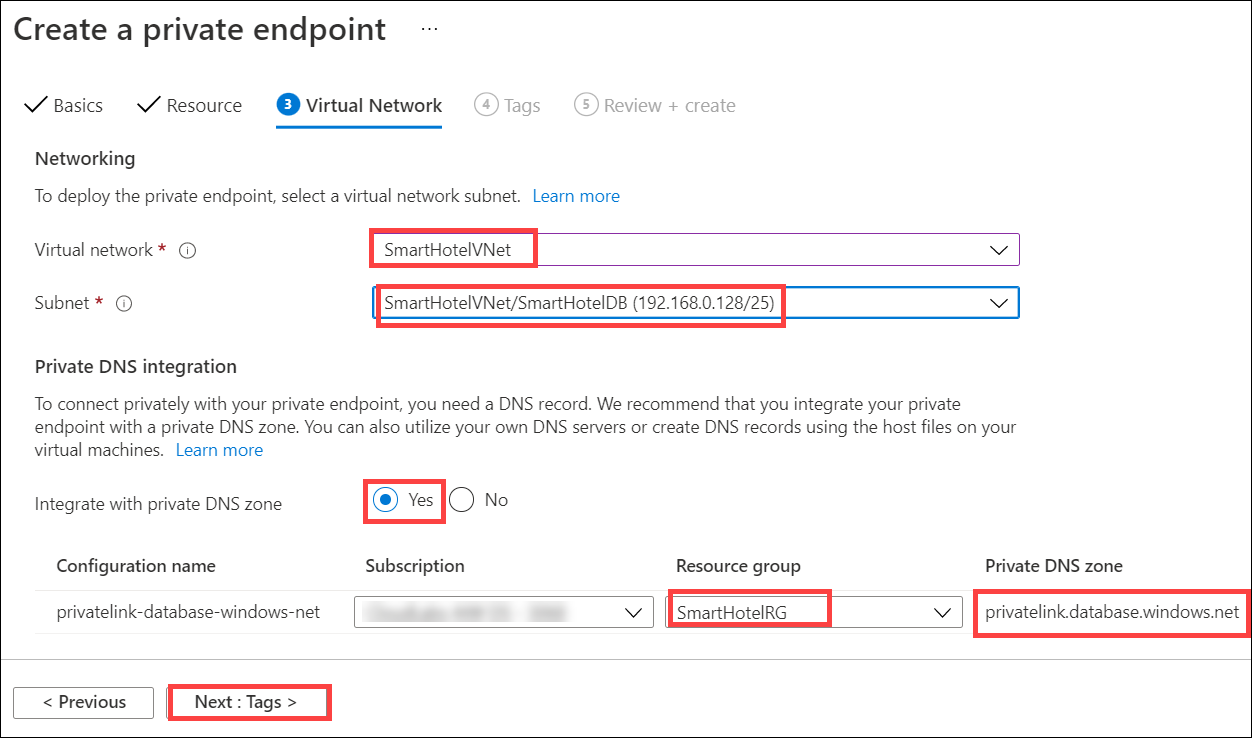 Create a private endpoint ...
Basics Resource 3 Virtual Network 4 Tags 5 Review + create
Networking
To deploy the private endpoint, select a virtual network subnet. Learn more
Virtual network * i SmartHotelVNet
Subnet * i SmartHotelVNet/SmartHotelDB (192.168.0.128/25)
Private DNS integration
To connect privately with your private endpoint, you need a DNS record. We recommend that you integrate your private
endpoint with a private DNS zone. You can also utilize your own DNS servers or create DNS records using the host files on your
virtual machines. Learn more
Integrate with private DNS zone Yes No
Configuration name Subscription Resource group Private DNS zone
privatelink-database-windows-net SmartHotelRG privatelink.database.windows.net
< Previous Next : Tags >